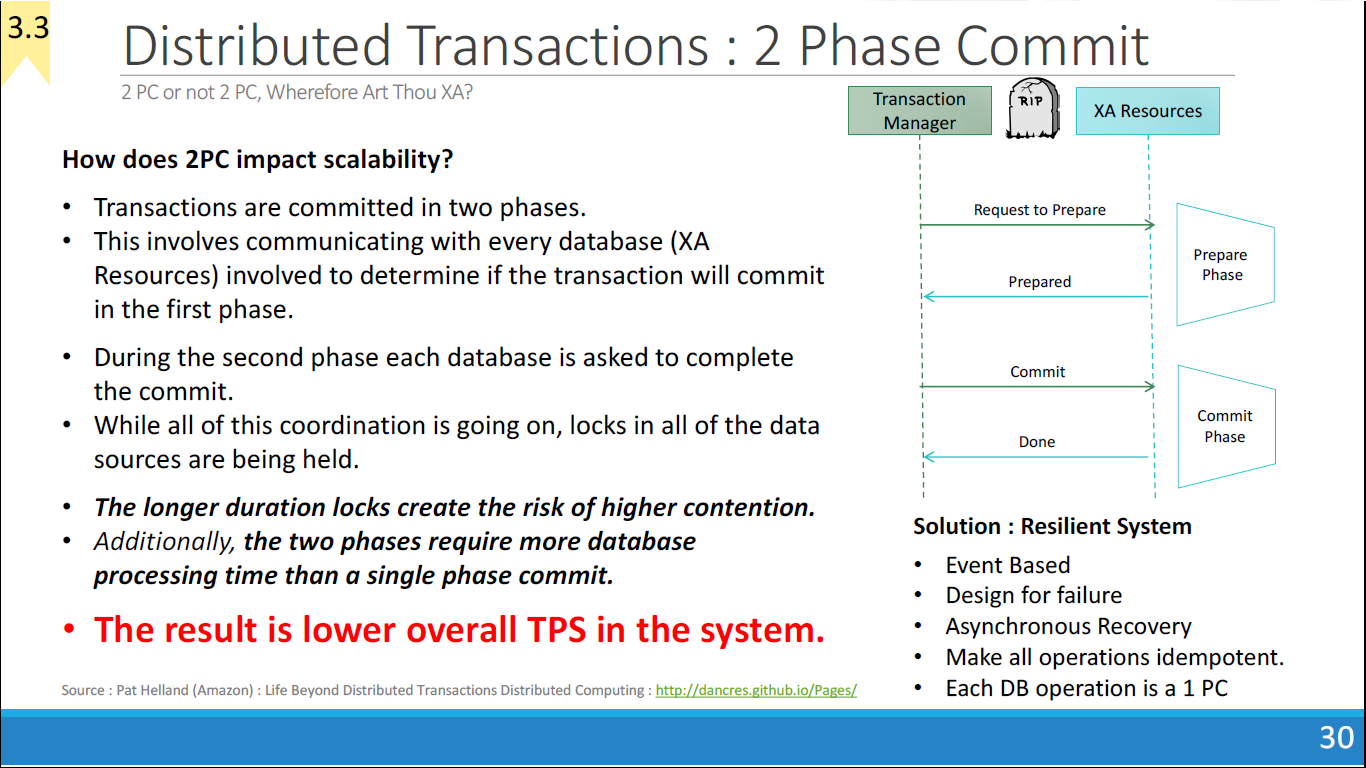 3.3
Distributed Transactions : 2 Phase Commit
2 PC or not 2 PC, Wherefore Art Thou XA?
How does 2PC impact scalability?
• Transactions are committed in two phases.
• This involves communicating with every database (XA
Resources) involved to determine if the transaction will commit
in the first phase.
• During the second phase each database is asked to complete
the commit.
• While all of this coordination is going on, locks in all of the data
sources are being held.
• The longer duration locks create the risk of higher contention.
• Additionally, the two phases require more database
processing time than a single phase commit.
• The result is lower overall TPS in the system.
Source : Pat Helland (Amazon) : Life Beyond Distributed Transactions Distributed Computing : http://dancres.github.io/Pages/
Transaction
Manager
RIP
XA Resources
Request to Prepare
Prepared
Prepare
Phase
Commit
Done
Commit
Phase
Solution : Resilient System
• Event Based
• Design for failure
• Asynchronous Recovery
• Make all operations idempotent.
• Each DB operation is a 1 PC
30